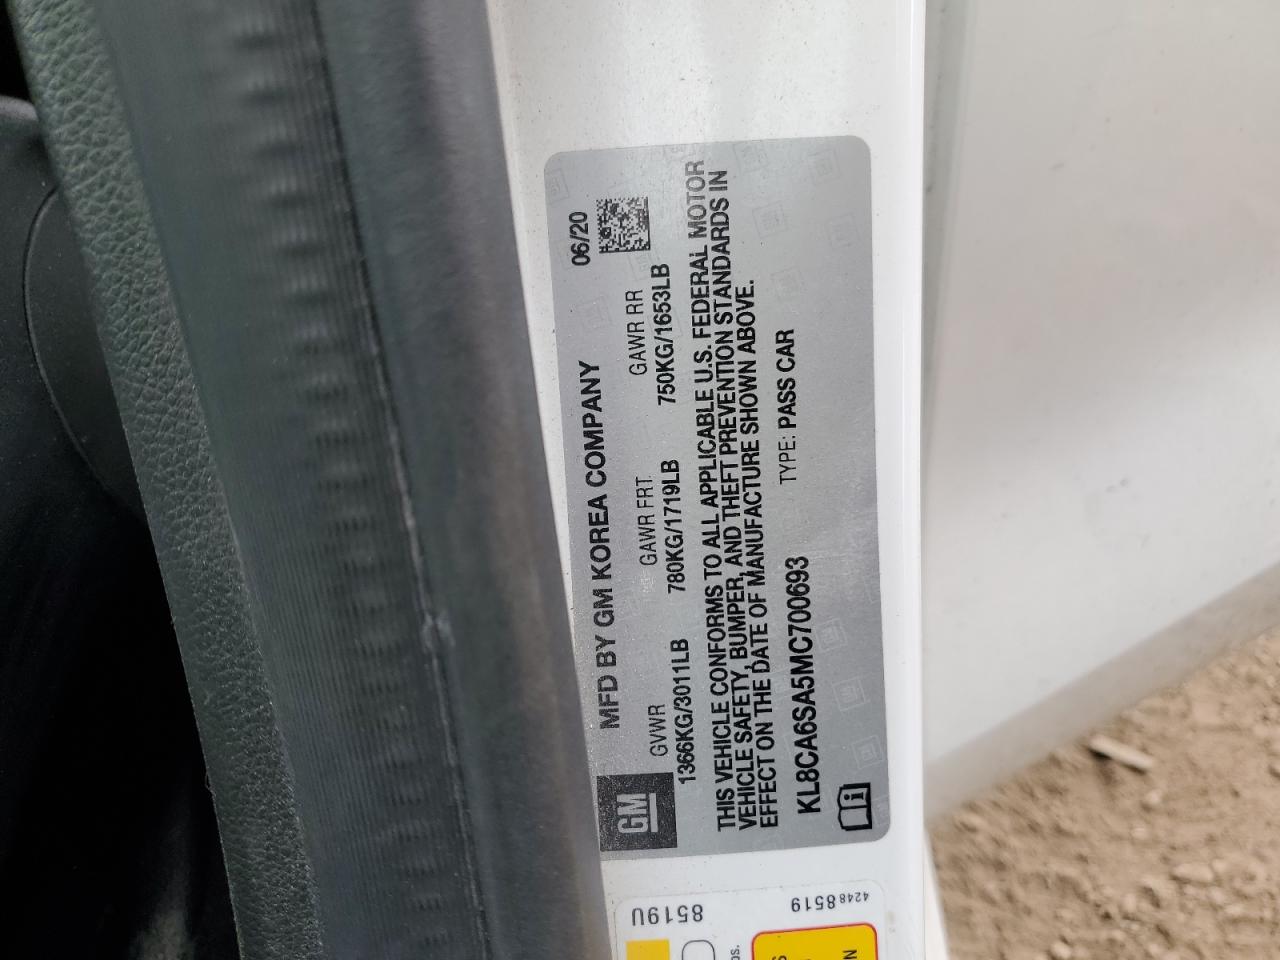 MFD BY GM KOREA COMPANY 06/20
GM
GVWR GAWR FRT. GAWR RR
1366KG/3011LB 780KG/1719LB 750KG/1653LB
THIS VEHICLE CONFORMS TO ALL APPLICABLE U.S. FEDERAL MOTOR
VEHICLE SAFETY, BUMPER, AND THEFT PREVENTION STANDARDS IN
EFFECT ON THE DATE OF MANUFACTURE SHOWN ABOVE.
KL8CA6SA5MC700693 TYPE: PASS CAR
8519U
42488519